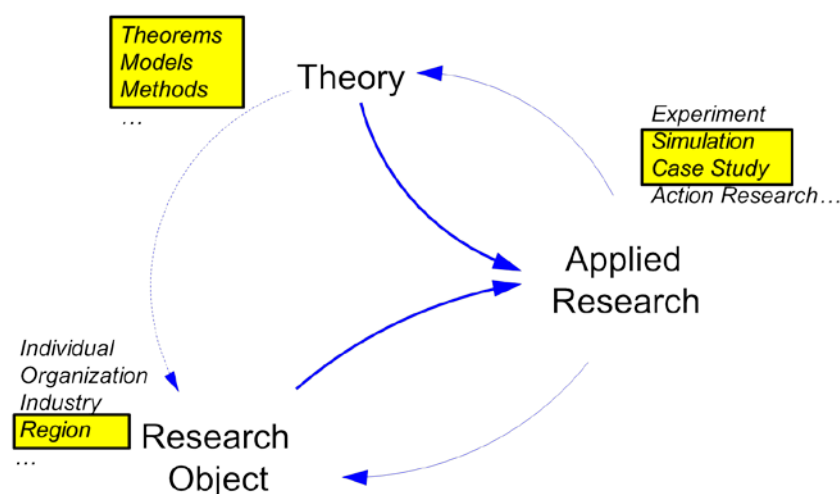 Theorems
Models
Methods
…
Theory
Experiment
Simulation
Case Study
Action Research…
Applied
Research
Individual
Organization
Industry
Region
…
Research
Object